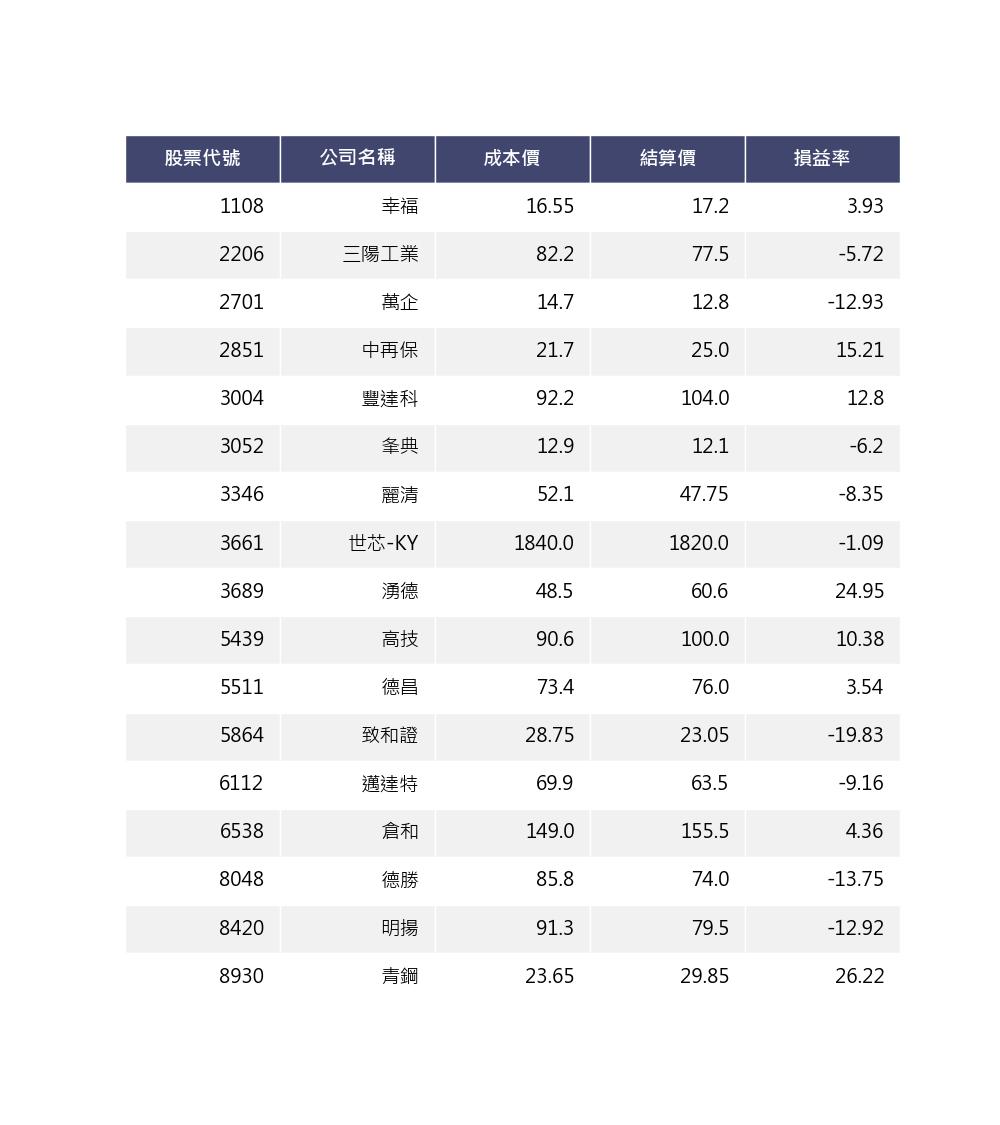 股票代號 公司名稱 成本價 結算價 損益率
1108 幸福 16.55 17.2 3.93
2206 三陽工業 82.2 77.5 -5.72
2701 萬企 14.7 12.8 -12.93
2851 中再保 21.7 25.0 15.21
3004 豐達科 92.2 104.0 12.8
3052 夆典 12.9 12.1 -6.2
3346 麗清 52.1 47.75 -8.35
3661 世芯-KY 1840.0 1820.0 -1.09
3689 湧德 48.5 60.6 24.95
5439 高技 90.6 100.0 10.38
5511 德昌 73.4 76.0 3.54
5864 致和證 28.75 23.05 -19.83
6112 邁達特 69.9 63.5 -9.16
6538 倉和 149.0 155.5 4.36
8048 德勝 85.8 74.0 -13.75
8420 明揚 91.3 79.5 -12.92
8930 青鋼 23.65 29.85 26.22